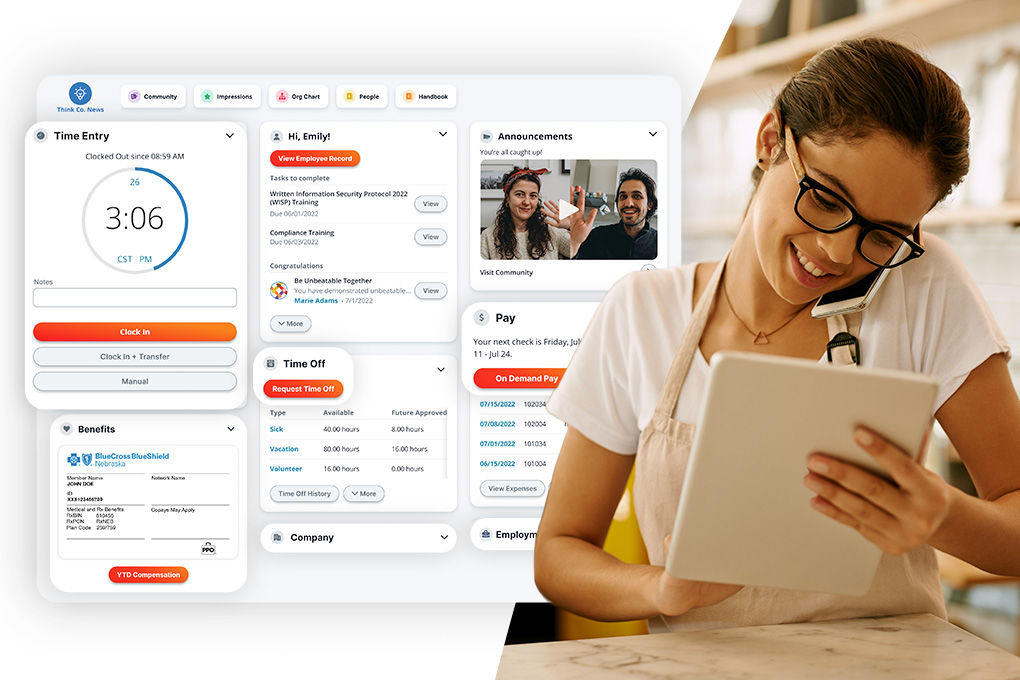 Think Co. News
Community
Impressions
Org Chart
People
Handbook
Time Entry
Clocked Out since 08:59 AM
26
3:06
CST PM
Notes
Clock In
Clock In + Transfer
Manual
Benefits
BlueCross BlueShield
Nebraska
Member Name
JOHN DOE
Network Name
ID
XXX123456789
Medical and Rx Benefits
Copays May Apply
RxBIN 610455
RxPCN RxNEB
Plan Code 259/759
PPO
YTD Compensation
Hi, Emily!
View Employee Record
Tasks to complete
Written Information Security Protocol 2022
(WISP) Training
Due 06/01/2022
View
Compliance Training
Due 06/03/2022
View
Congratulations
Be Unbeatable Together
You have demonstrated unbeatable...
Marie Adams - 7/1/2022
View
More
Time Off
Request Time Off
Type Available Future Approved
Sick 40.00 hours 8.00 hours
Vacation 80.00 hours 16.00 hours
Volunteer 16.00 hours 0.00 hours
Time Off History
More
Company
Announcements
You're all caught up!
Visit Community
$ Pay
Your next check is Friday, Jul
11 - Jul 24.
On Demand Pay
07/15/2022 102034
07/08/2022 102004
07/01/2022 101034
06/15/2022 101004
View Expenses
Employm